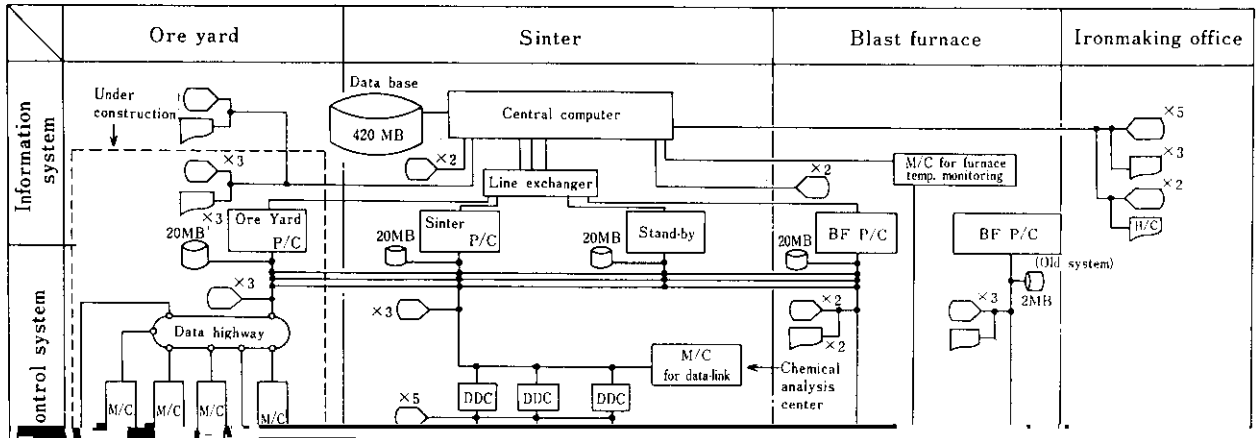 Ore yard
Sinter
Blast furnace
Ironmaking office
Information
system
ontrol system
Under
construction
×3
×3
Ore Yard
P/C
20MB
×3
Data highway
M/C
M/C
M/C
M/C
Data base
420 MB
Central computer
×2
Line exchanger
Sinter
P/C
20MB
Stand-by
20MB
×3
M/C
for data-link
DDC
DDC
DDC
×5
×2
M/C for furnace
temp. monitoring
BF P/C
20MB
BF P/C
(Old system)
2MB
×2
×2
×3
Chemical
analysis
center
×5
×3
×2
H/C